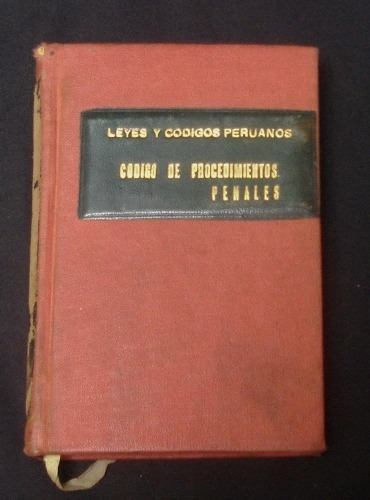 LEYES Y CODIGOS PERUANOS
CODIGO DE PROCEDIMIENTOS.
PENALES